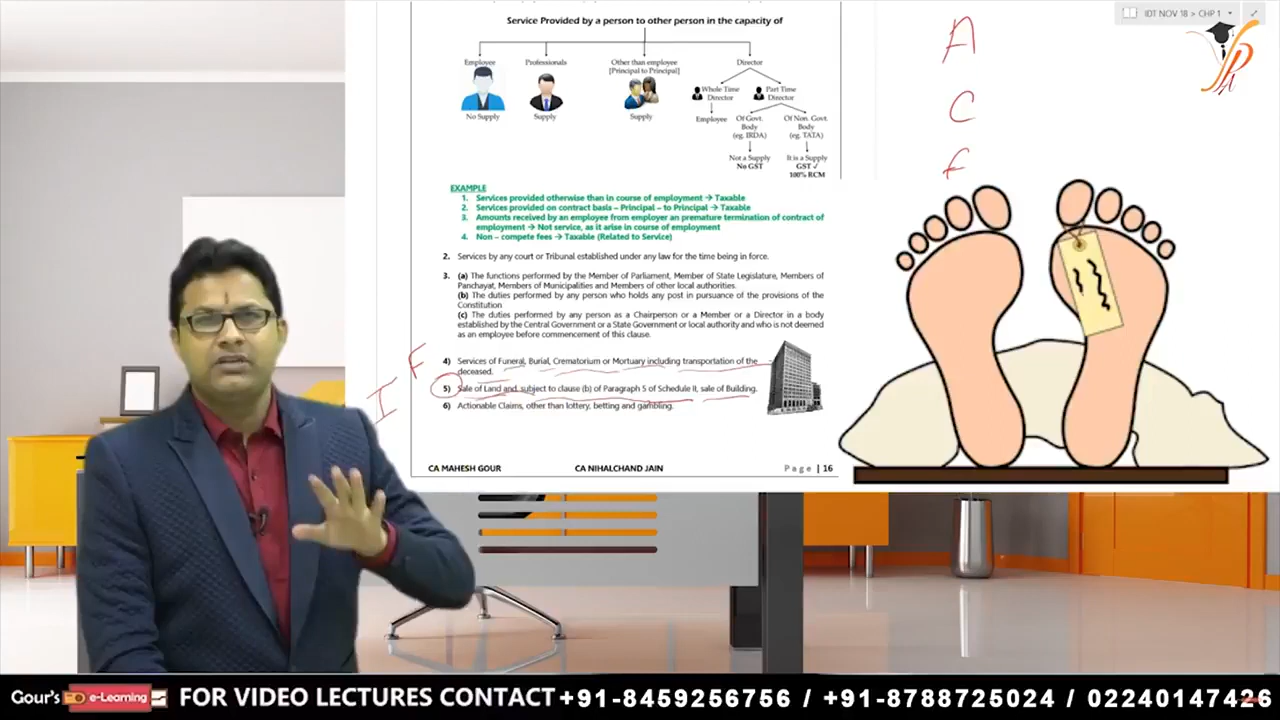 IDT NOV 18 > CHP 1
Service Provided by a person to other person in the capacity of
Employee
Professionals
Other than employee
[Principal to Principal]
Director
No Supply
Supply
Supply
Whole Time
Director
Part Time
Director
Employee
Of Govt.
Body
(eg. IRDA)
Of Non. Govt.
Body
(eg. TATA)
Not a Supply
No GST
It is a Supply
GST ✓
100% RCM
EXAMPLE
1. Services provided otherwise than in course of employment → Taxable
2. Services provided on contract basis – Principal – to Principal → Taxable
3. Amounts received by an employee from employer an premature termination of contract of
employment → Not service, as it arise in course of employment
4. Non – compete fees → Taxable (Related to Service)
2. Services by any court or Tribunal established under any law for the time being in force.
3. (a) The functions performed by the Member of Parliament, Member of State Legislature, Members of
Panchayat, Members of Municipalities and Members of other local authorities.
(b) The duties performed by any person who holds any post in pursuance of the provisions of the
Constitution
(c) The duties performed by any person as a Chairperson or a Member or a Director in a body
established by the Central Government or a State Government or local authority and who is not deemed
as an employee before commencement of this clause.
4) Services of Funeral, Burial, Crematorium or Mortuary including transportation of the
deceased.
5) Sale of Land and, subject to clause (b) of Paragraph 5 of Schedule II, sale of Building.
6) Actionable Claims, other than lottery, betting and gambling.
CA MAHESH GOUR CA NIHALCHAND JAIN Page | 16
A
C
F
I
Gour's e-Learning FOR VIDEO LECTURES CONTACT +91-8459256756 / +91-8788725024 / 02240147426